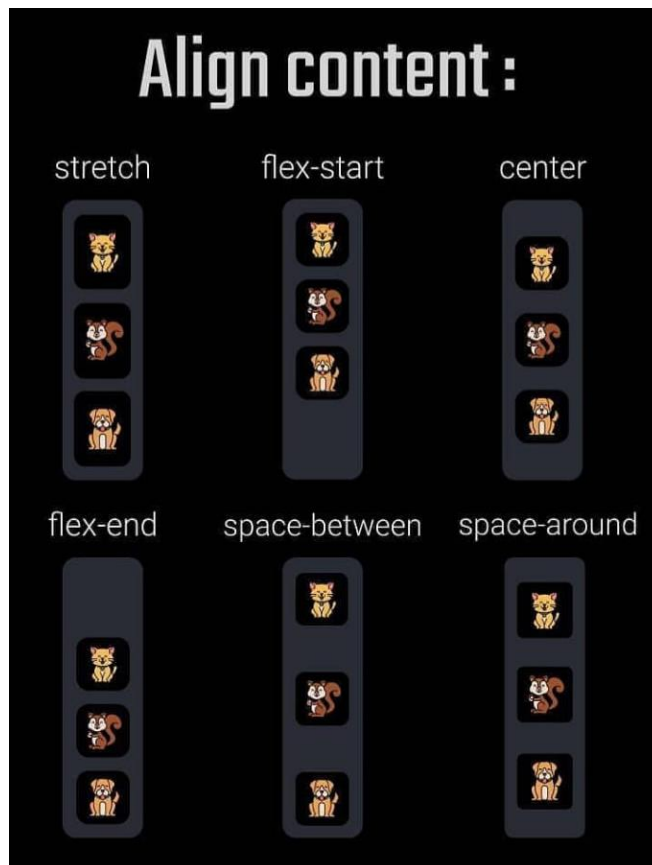 Align content :
stretch flex-start center
flex-end space-between space-around